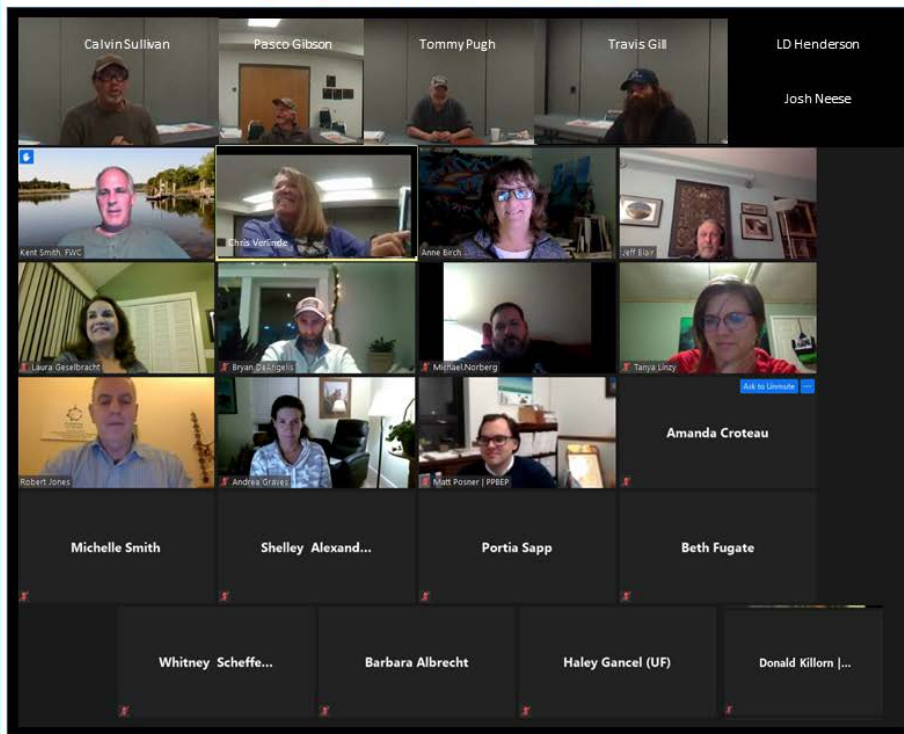 Calvin Sullivan
Pasco Gibson
Tommy Pugh
Travis Gill
LD Henderson
Josh Neese
Kent Smith, FWC
Chris Verlinde
Anne Birch
Jeff Blair
Laura Geselbracht
Bryan DeAngelis
Michael.Norberg
Tanya Linzy
Robert Jones
Andrea Graves
Matt Posner | PPBEP
Ask to Unmute
...
Amanda Croteau
Michelle Smith
Shelley Alexand...
Portia Sapp
Beth Fugate
Whitney Scheffe...
Barbara Albrecht
Haley Gancel (UF)
Donald Killorn |...